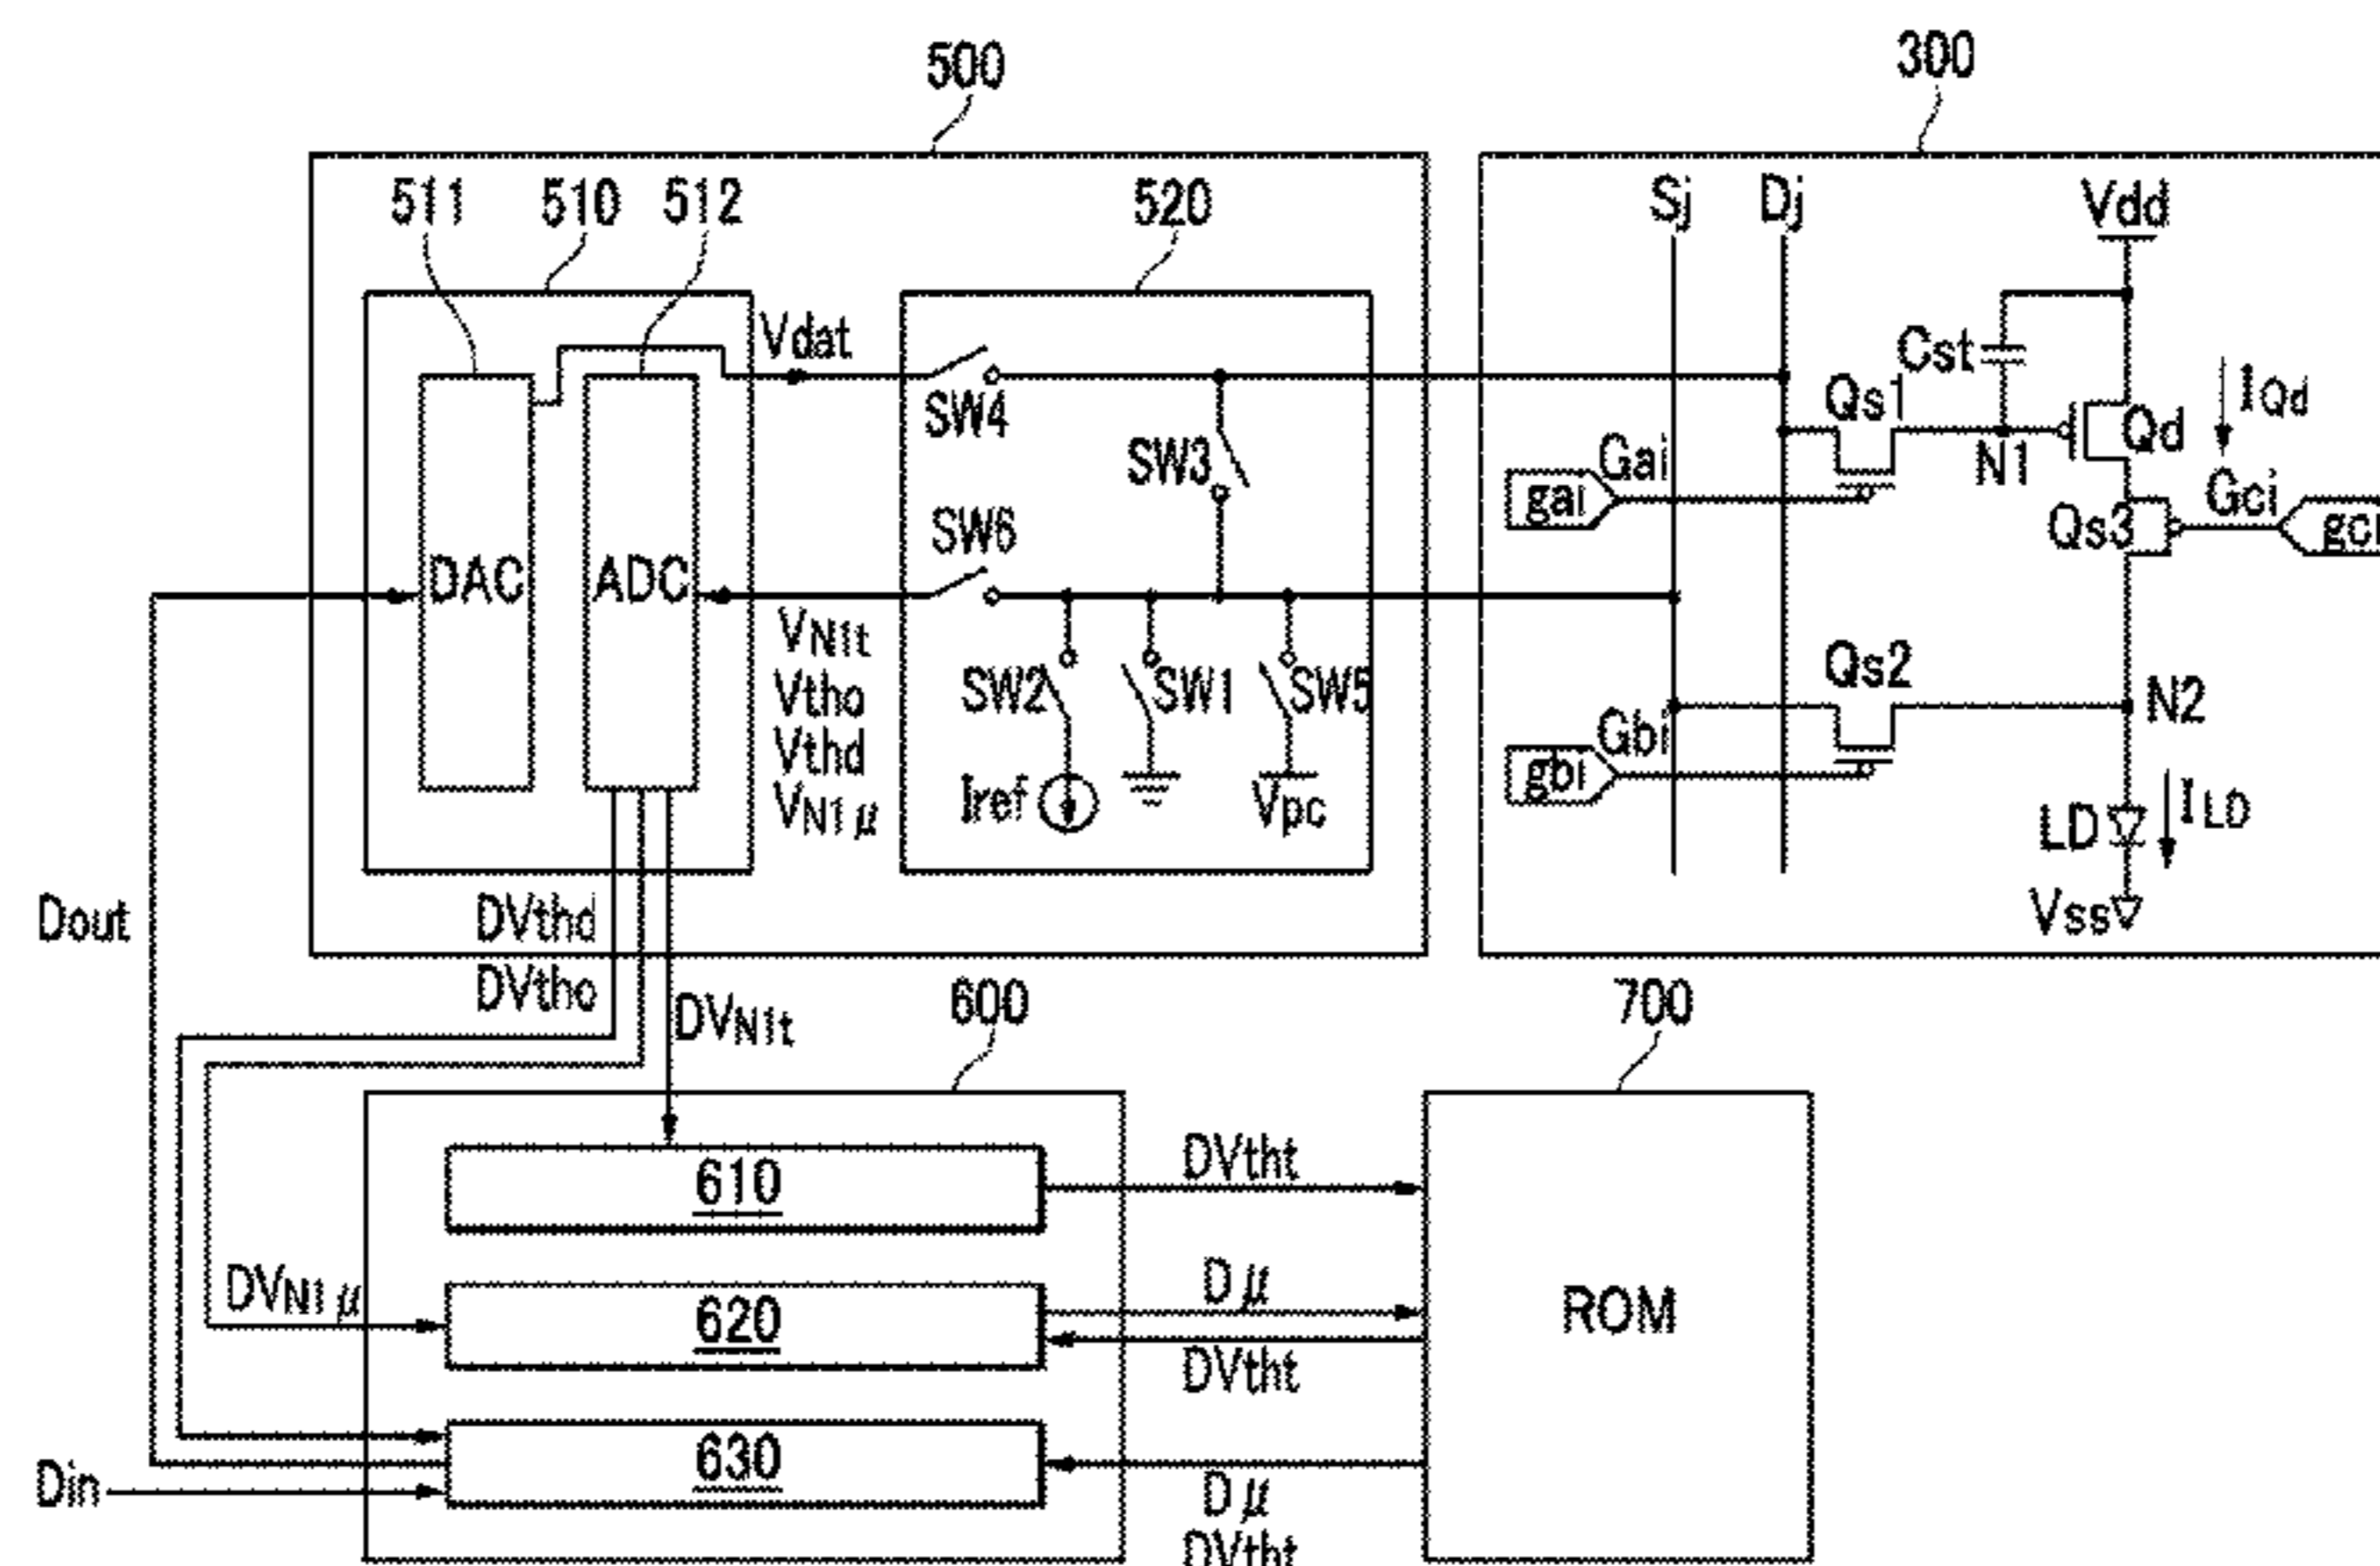 500
300
511
510
512
520
Sj
Dj
Vdd
Vdat
SW4
SW3
Cst
Qs1
IQd
Qd
N1
Gai
gai
Gci
gci
Qs3
DAC
ADC
SW6
VN1t
Vtho
Vthd
VN1μ
SW2
SW1
SW5
Iref
Vpc
Qs2
N2
Gbi
gbi
LD
ILD
Vss
Dout
DVthd
DVtho
DVN1t
600
700
610
DVtht
DVN1μ
620
Dμ
DVtht
ROM
630
Din
Dμ
DVtht